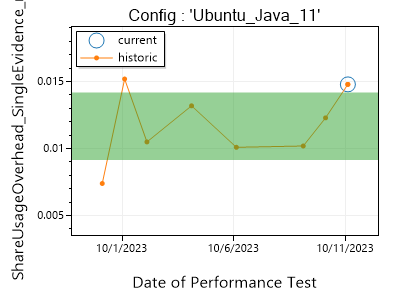 Config : 'Ubuntu_Java_11'
current
historic
ShareUsageOverhead_SingleEvidence_
0.015
0.01
0.005
10/1/2023
10/6/2023
10/11/2023
Date of Performance Test